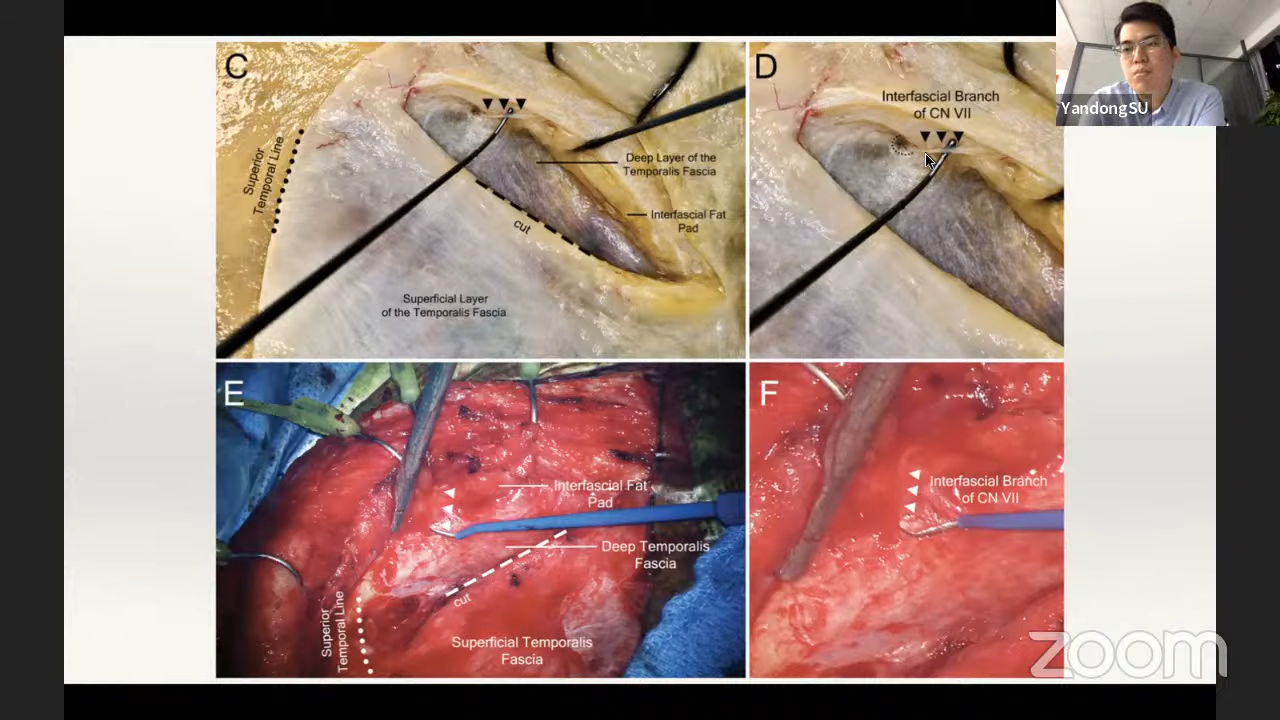 C
Superior
Temporal Line
cut
Deep Layer of the
Temporalis Fascia
Interfascial Fat
Pad
Superficial Layer
of the Temporalis Fascia
D
Interfascial Branch
of CN VII
YandongSU
E
Interfascial Fat
Pad
Deep Temporalis
Fascia
cut
Superior
Temporal Line
Superficial Temporalis
Fascia
F
Interfascial Branch
of CN VII
zoom